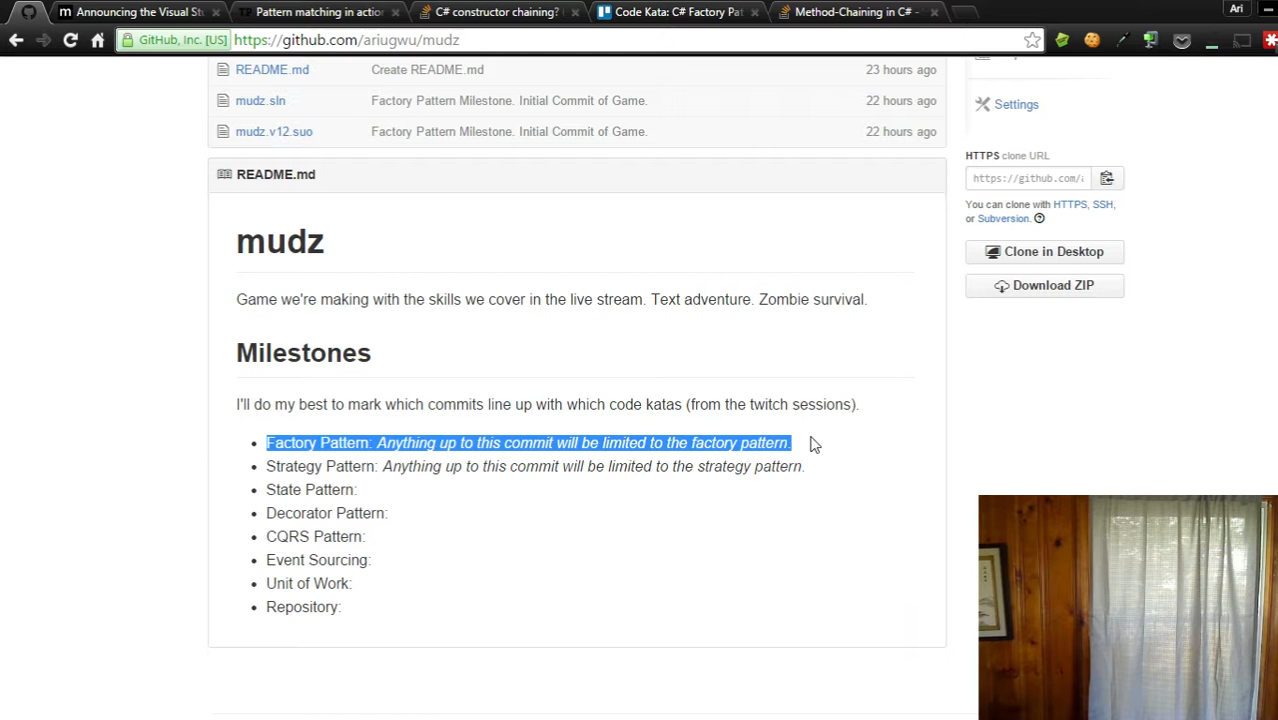 Announcing the Visual Stu
TP Pattern matching in action
C# constructor chaining?
Code Kata: C# Factory Pat
Method-Chaining in C# -
Ari
GitHub, Inc. [US]
https://github.com/ariugwu/mudz
README.md Create README.md 23 hours ago
mudz.sln Factory Pattern Milestone. Initial Commit of Game. 22 hours ago
mudz.v12.suo Factory Pattern Milestone. Initial Commit of Game. 22 hours ago
Settings
HTTPS clone URL
https://github.com/
You can clone with HTTPS, SSH,
or Subversion.
Clone in Desktop
Download ZIP
README.md
mudz
Game we're making with the skills we cover in the live stream. Text adventure. Zombie survival.
Milestones
I'll do my best to mark which commits line up with which code katas (from the twitch sessions).
• Factory Pattern: Anything up to this commit will be limited to the factory pattern.
• Strategy Pattern: Anything up to this commit will be limited to the strategy pattern.
• State Pattern:
• Decorator Pattern:
• CQRS Pattern:
• Event Sourcing:
• Unit of Work:
• Repository: